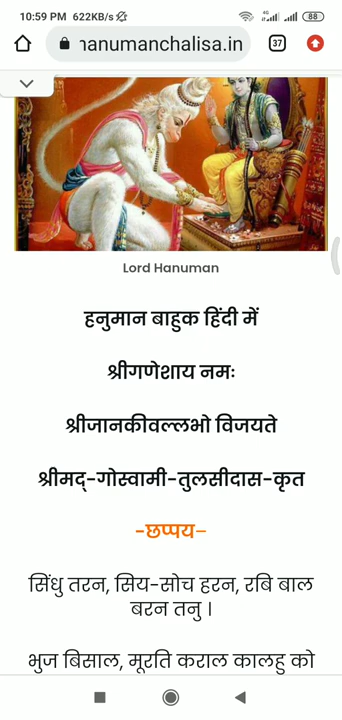 10:59 PM 622KB/s
4G
88
hanumanchalisa.in
37
Lord Hanuman
हनुमान बाहुक हिंदी में
श्रीगणेशाय नमः
श्रीजानकीवल्लभो विजयते
श्रीमद्-गोस्वामी-तुलसीदास-कृत
-छप्पय–
सिंधु तरन, सिय-सोच हरन, रबि बाल
बरन तनु ।
भुज बिसाल, मूरति कराल कालहु को